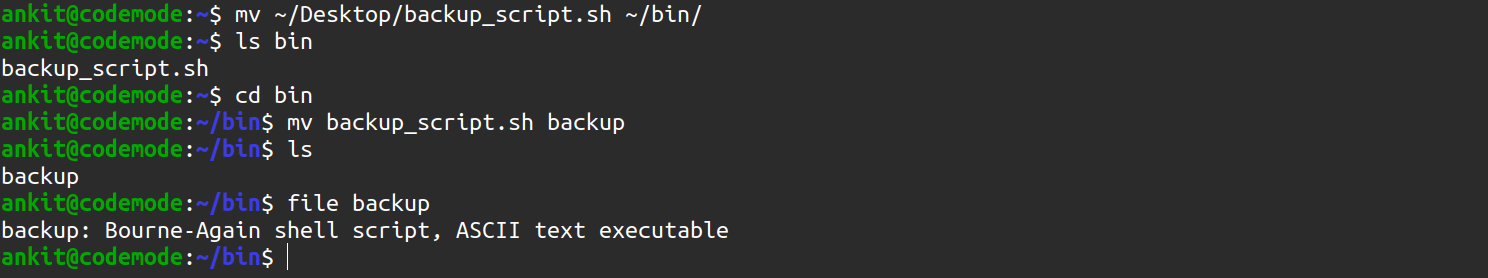 ankit@codemode:~$ mv ~/Desktop/backup_script.sh ~/bin/
ankit@codemode:~$ ls bin
backup_script.sh
ankit@codemode:~$ cd bin
ankit@codemode:~/bin$ mv backup_script.sh backup
ankit@codemode:~/bin$ ls
backup
ankit@codemode:~/bin$ file backup
backup: Bourne-Again shell script, ASCII text executable
ankit@codemode:~/bin$